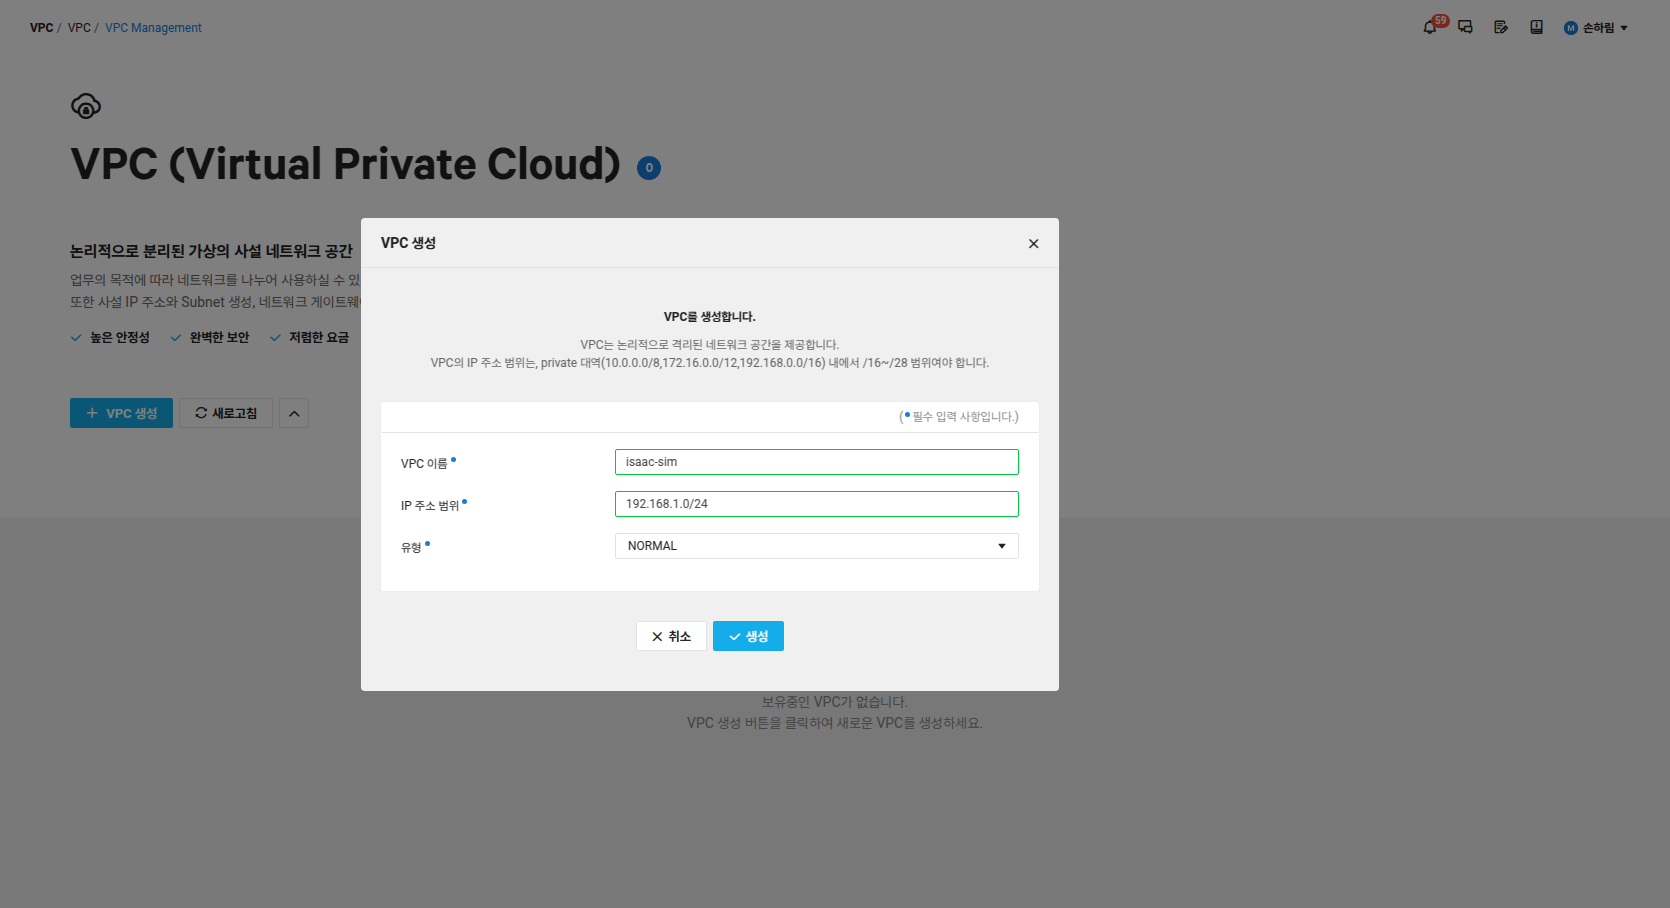 VPC / VPC / VPC Management
59
M 손하림
VPC (Virtual Private Cloud) 0
논리적으로 분리된 가상의 사설 네트워크 공간
업무의 목적에 따라 네트워크를 나누어 사용하실 수 있
또한 사설 IP 주소와 Subnet 생성, 네트워크 게이트웨
높은 안정성 완벽한 보안 저렴한 요금
VPC 생성 새로고침
VPC 생성
VPC를 생성합니다.
VPC는 논리적으로 격리된 네트워크 공간을 제공합니다.
VPC의 IP 주소 범위는, private 대역(10.0.0.0/8,172.16.0.0/12,192.168.0.0/16) 내에서 /16~/28 범위여야 합니다.
(• 필수 입력 사항입니다.)
VPC 이름• isaac-sim
IP 주소 범위• 192.168.1.0/24
유형• NORMAL
취소 생성
보유중인 VPC가 없습니다.
VPC 생성 버튼을 클릭하여 새로운 VPC를 생성하세요.